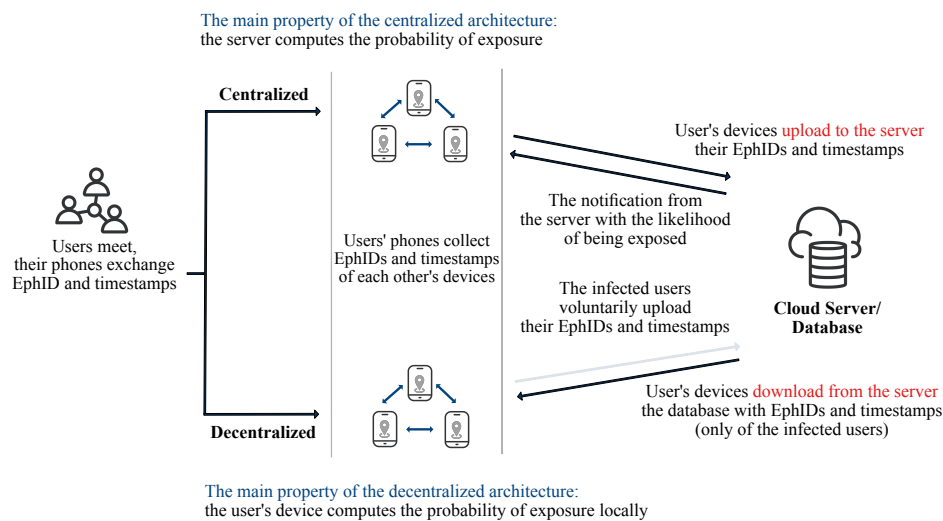 The main property of the centralized architecture:
the server computes the probability of exposure
Centralized
User's devices upload to the server
their EphIDs and timestamps
The notification from
the server with the likelihood
of being exposed
Users meet,
their phones exchange
EphID and timestamps
Users' phones collect
EphIDs and timestamps
of each other's devices
The infected users
voluntarily upload
their EphIDs and timestamps
Cloud Server/
Database
User's devices download from the server
the database with EphIDs and timestamps
(only of the infected users)
Decentralized
The main property of the decentralized architecture:
the user's device computes the probability of exposure locally